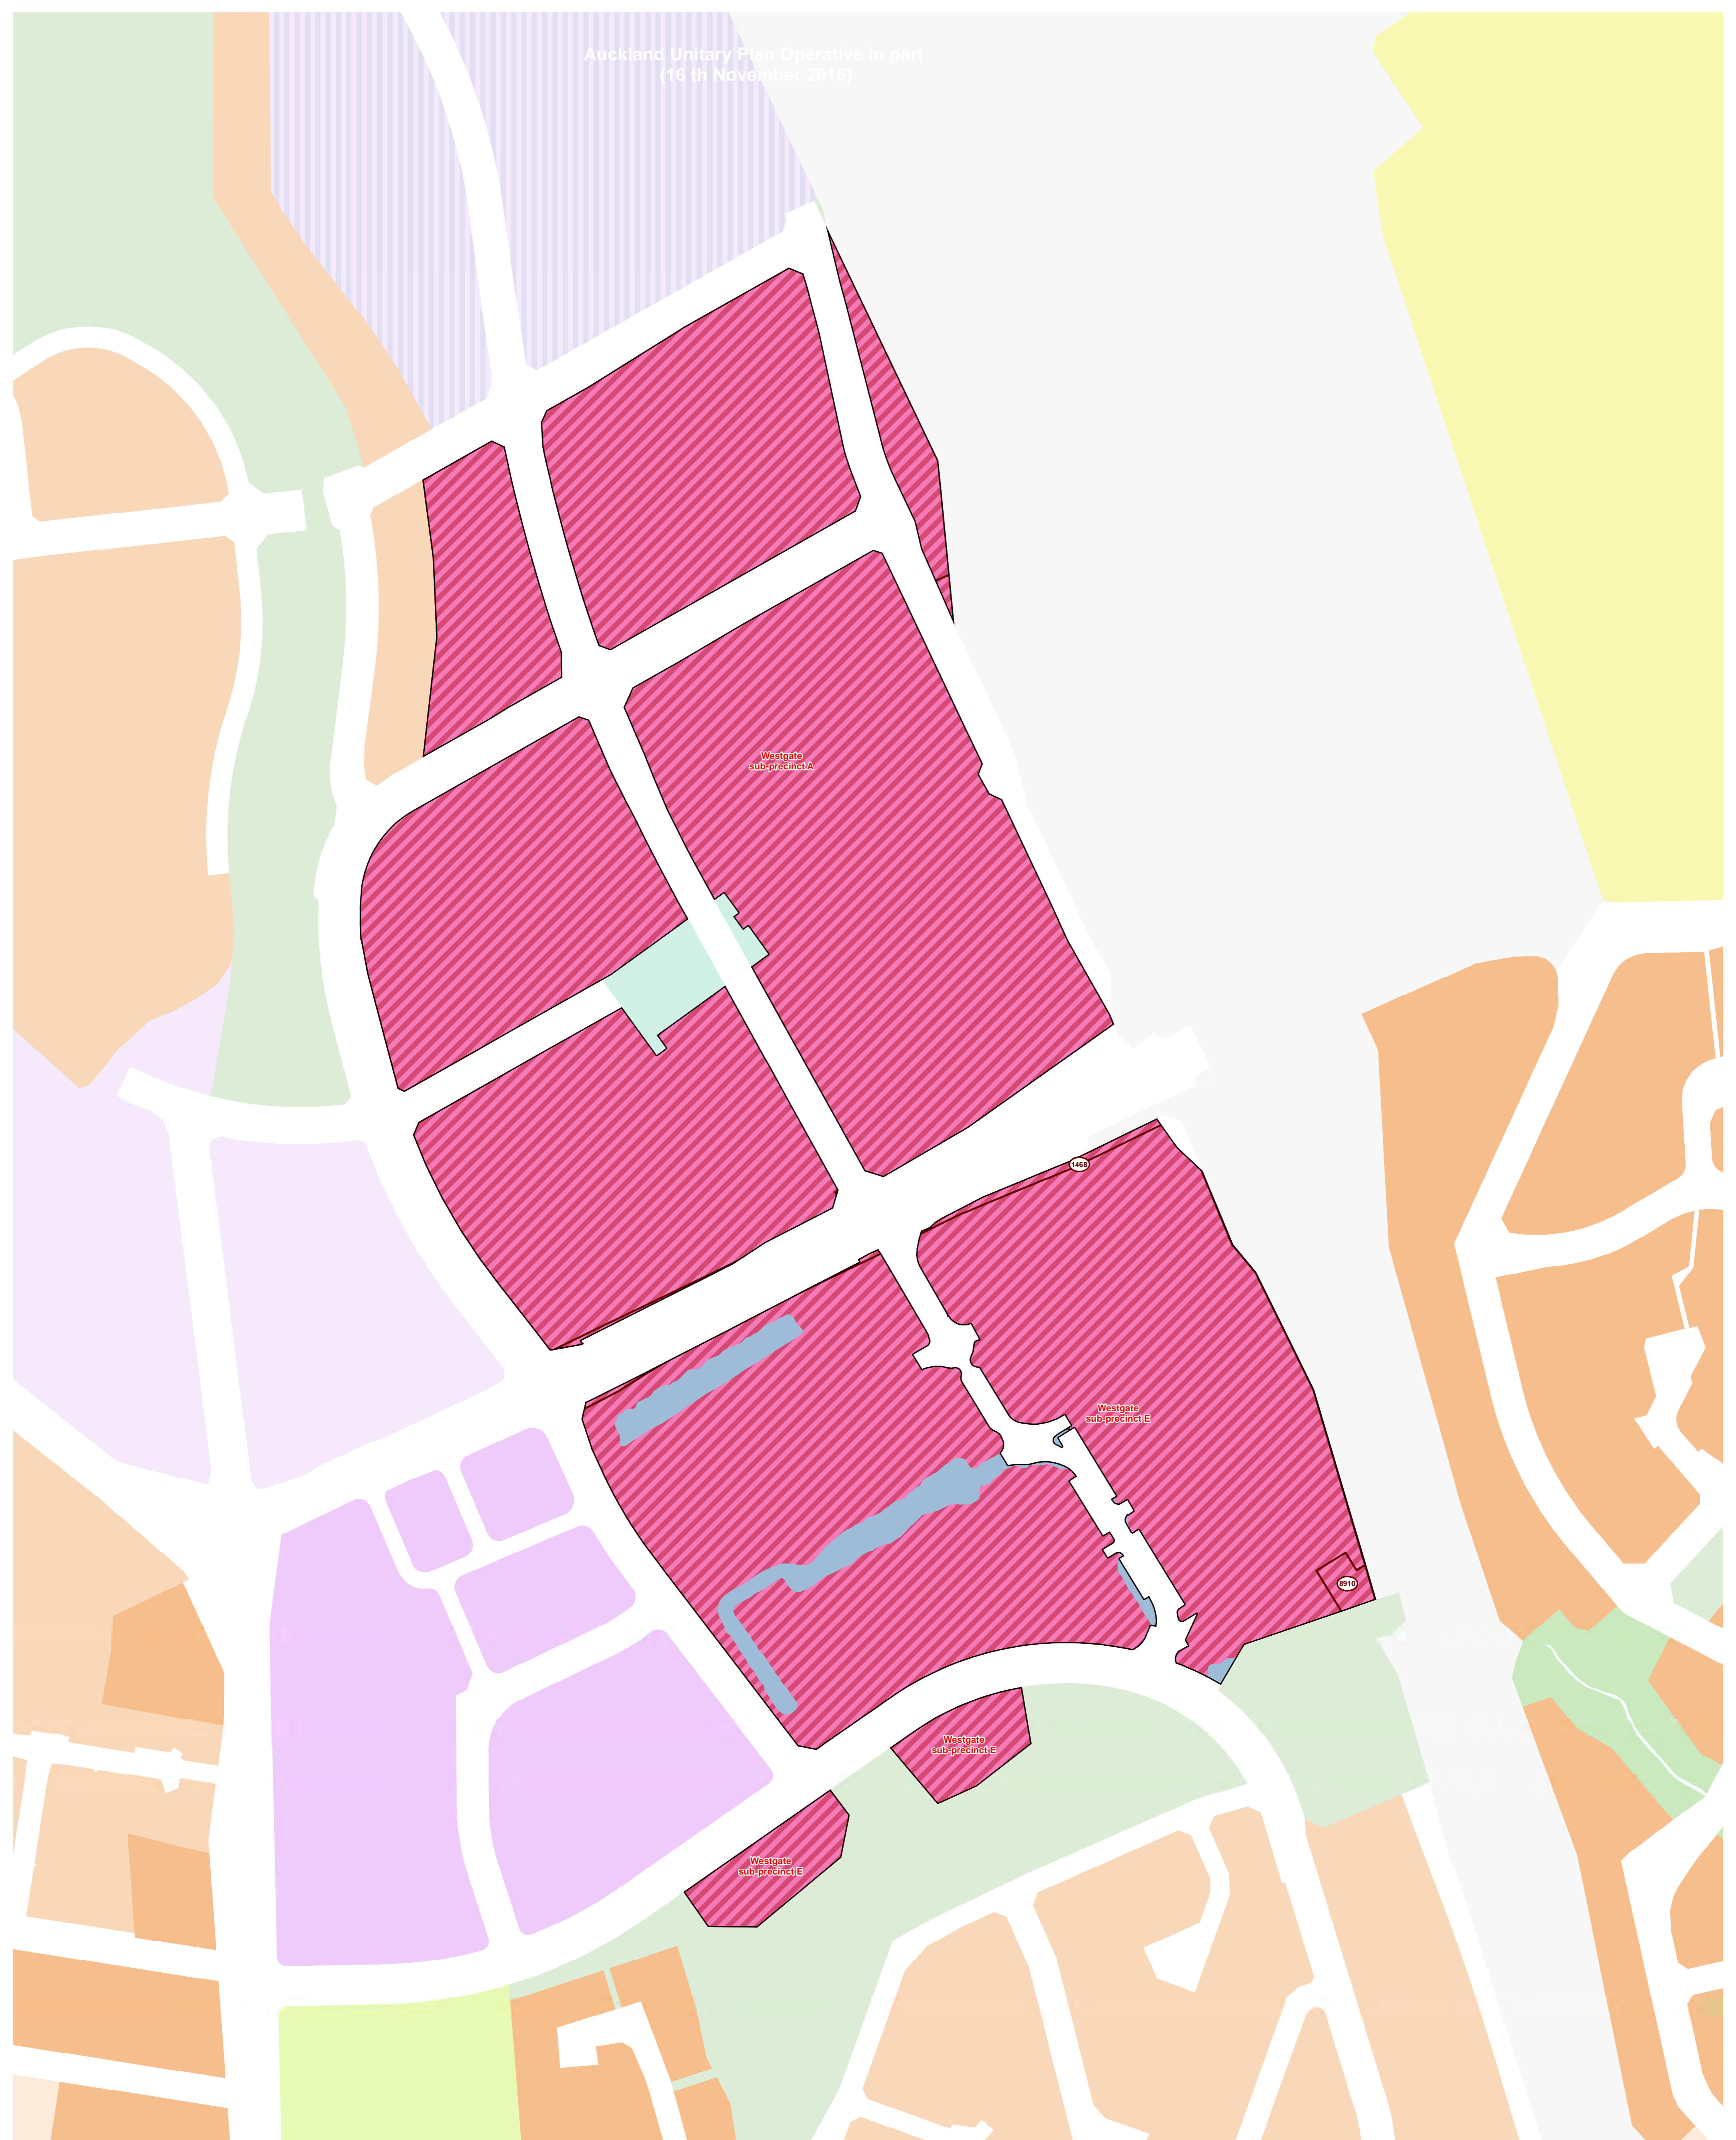 Auckland Unitary Plan Operative in part
(16 th November 2016)
Westgate
sub-precinct A
1468
Westgate
sub-precinct E
8910
Westgate
sub-precinct E
Westgate
sub-precinct E